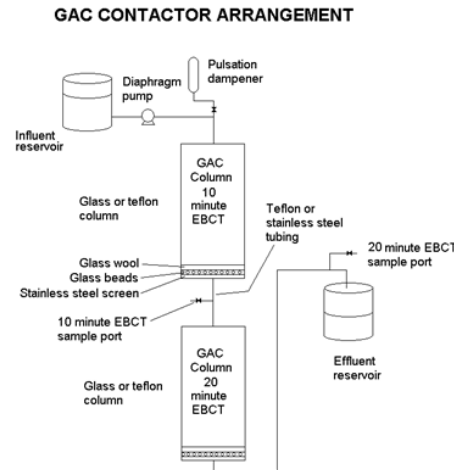 GAC CONTACTOR ARRANGEMENT
Pulsation
dampener
Diaphragm
pump
Influent
reservoir
GAC
Column
10
minute
EBCT
Glass or teflon
column
Teflon or
stainless steel
tubing
20 minute EBCT
sample port
Glass wool
Glass beads
Stainless steel screen
10 minute EBCT
sample port
Effluent
reservoir
GAC
Column
20
minute
EBCT
Glass or teflon
column